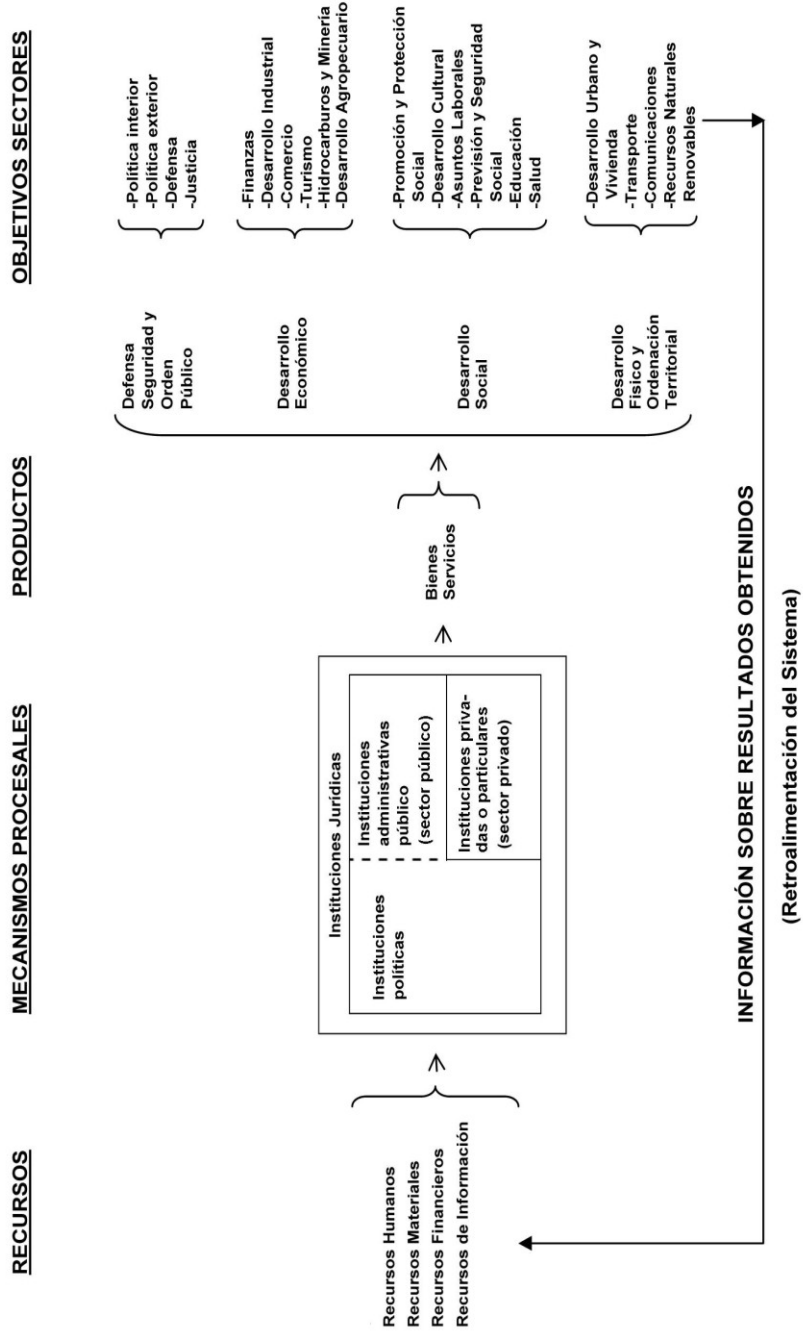 RECURSOS
MECANISMOS PROCESALES
PRODUCTOS
OBJETIVOS SECTORES
Recursos Humanos
Recursos Materiales
Recursos Financieros
Recursos de Información
Instituciones Jurídicas
Instituciones
políticas
Instituciones
administrativas
público
(sector público)
Instituciones priva-
das o particulares
(sector privado)
Bienes
Servicios
Defensa
Seguridad y
Orden
Público
-Política interior
-Política exterior
-Defensa
-Justicia
Desarrollo
Económico
-Finanzas
-Desarrollo Industrial
-Comercio
-Turismo
-Hidrocarburos y Minería
-Desarrollo Agropecuario
Desarrollo
Social
-Promoción y Protección
Social
-Desarrollo Cultural
-Asuntos Laborales
-Previsión y Seguridad
Social
-Educación
-Salud
Desarrollo
Fisico y
Ordenación
Territorial
-Desarrollo Urbano y
Vivienda
-Transporte
-Comunicaciones
-Recursos Naturales
Renovables
INFORMACIÓN SOBRE RESULTADOS OBTENIDOS
(Retroalimentación del Sistema)